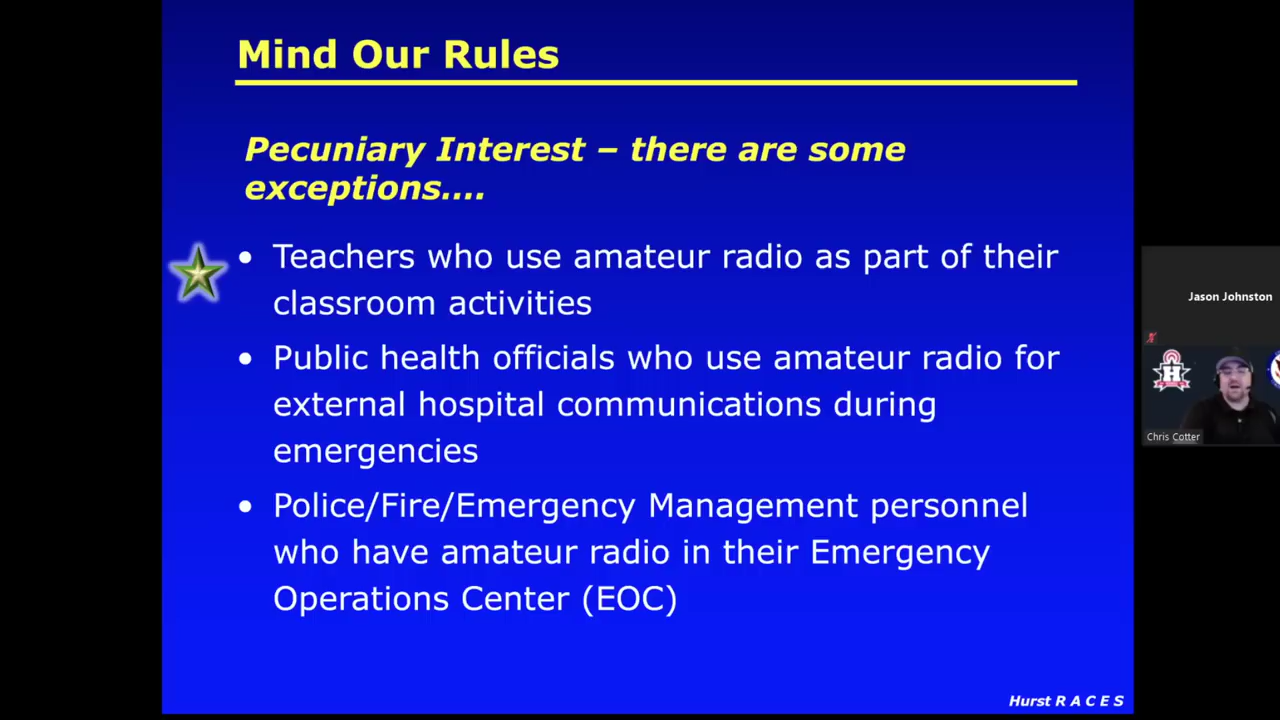 Mind Our Rules
Pecuniary Interest – there are some
exceptions....
• Teachers who use amateur radio as part of their
classroom activities
• Public health officials who use amateur radio for
external hospital communications during
emergencies
• Police/Fire/Emergency Management personnel
who have amateur radio in their Emergency
Operations Center (EOC)
Hurst R A C E S
Jason Johnston
H
Chris Cotter